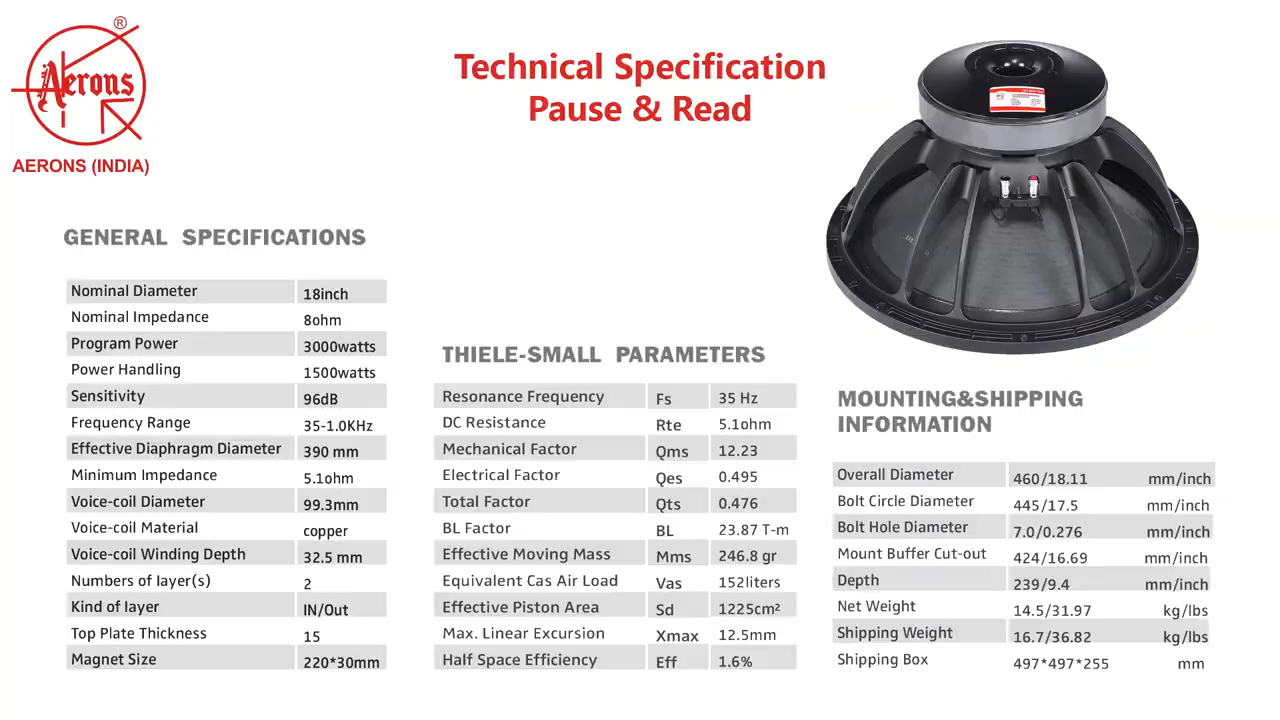 ®
Aerons
AERONS (INDIA)
Technical Specification
Pause & Read
GENERAL SPECIFICATIONS
Nominal Diameter 18inch
Nominal Impedance 8ohm
Program Power 3000watts
Power Handling 1500watts
Sensitivity 96dB
Frequency Range 35-1.0KHz
Effective Diaphragm Diameter 390 mm
Minimum Impedance 5.1ohm
Voice-coil Diameter 99.3mm
Voice-coil Material copper
Voice-coil Winding Depth 32.5 mm
Numbers of layer(s) 2
Kind of layer IN/Out
Top Plate Thickness 15
Magnet Size 220*30mm
THIELE-SMALL PARAMETERS
Resonance Frequency Fs 35 Hz
DC Resistance Rte 5.1ohm
Mechanical Factor Qms 12.23
Electrical Factor Qes 0.495
Total Factor Qts 0.476
BL Factor BL 23.87 T-m
Effective Moving Mass Mms 246.8 gr
Equivalent Cas Air Load Vas 152liters
Effective Piston Area Sd 1225cm²
Max. Linear Excursion Xmax 12.5mm
Half Space Efficiency Eff 1.6%
MOUNTING&SHIPPING
INFORMATION
Overall Diameter 460/18.11 mm/inch
Bolt Circle Diameter 445/17.5 mm/inch
Bolt Hole Diameter 7.0/0.276 mm/inch
Mount Buffer Cut-out 424/16.69 mm/inch
Depth 239/9.4 mm/inch
Net Weight 14.5/31.97 kg/lbs
Shipping Weight 16.7/36.82 kg/lbs
Shipping Box 497*497*255 mm